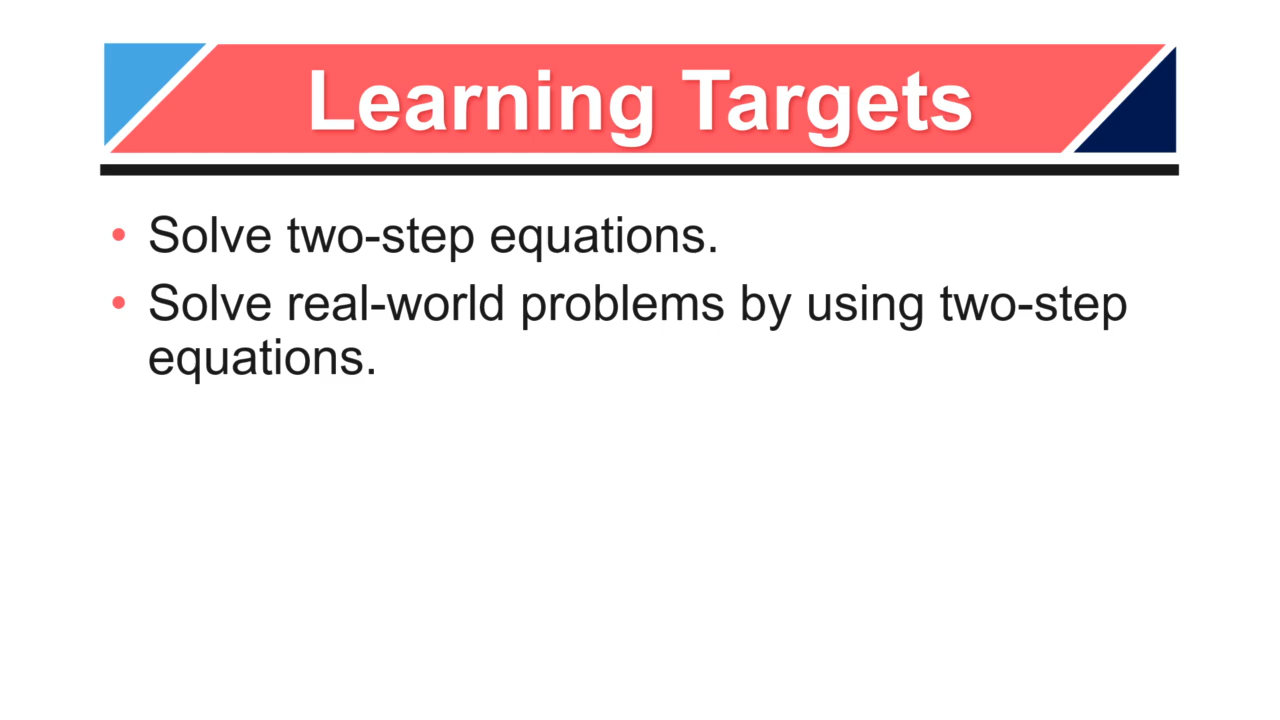 Learning Targets
• Solve two-step equations.
• Solve real-world problems by using two-step
equations.